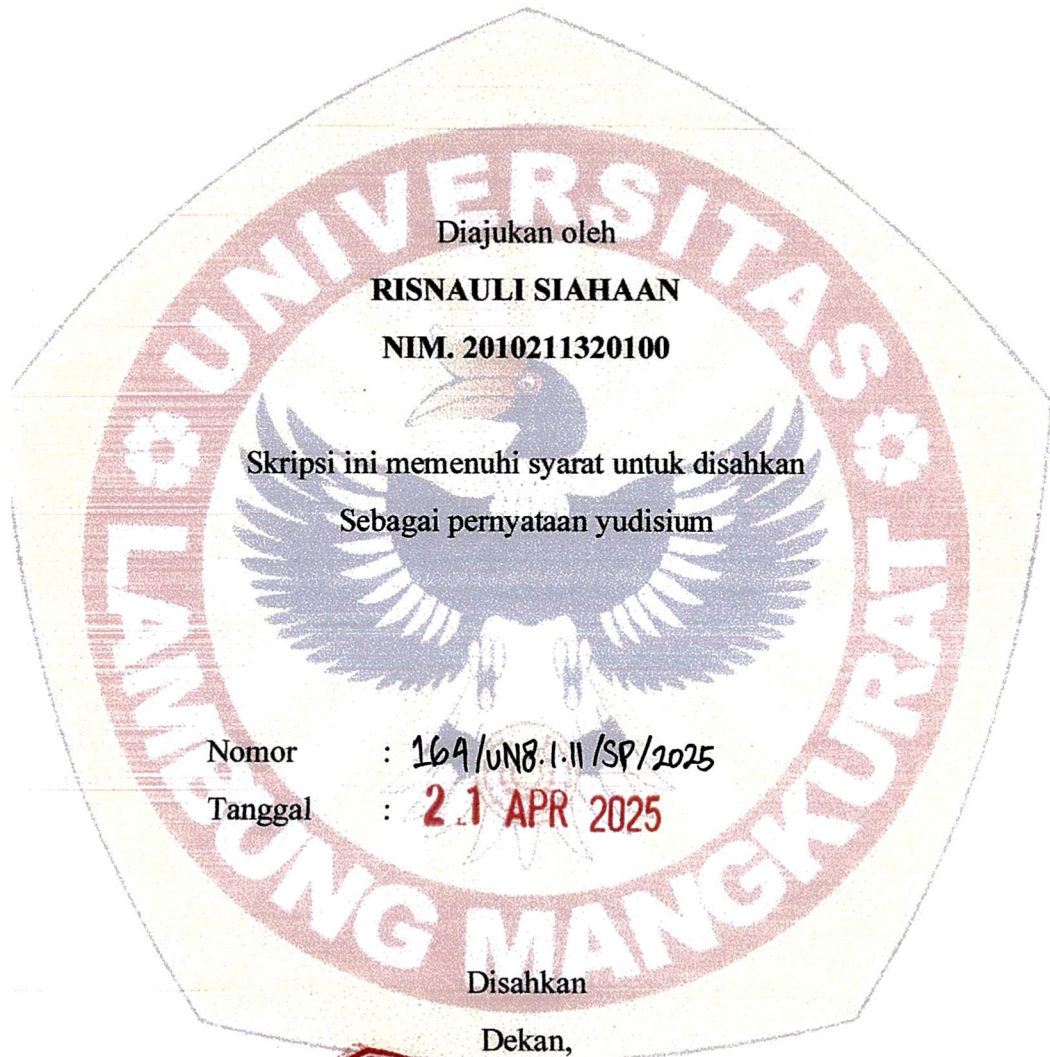 UNIVERSITAS
LAMBUNG MANGKURAT
Diajukan oleh
RISNAULI SIAHAAN
NIM. 2010211320100
Skripsi ini memenuhi syarat untuk disahkan
Sebagai pernyataan yudisium
Nomor : 169/UN8.1.11/SP/2025
Tanggal : 21 APR 2025
Disahkan
Dekan,